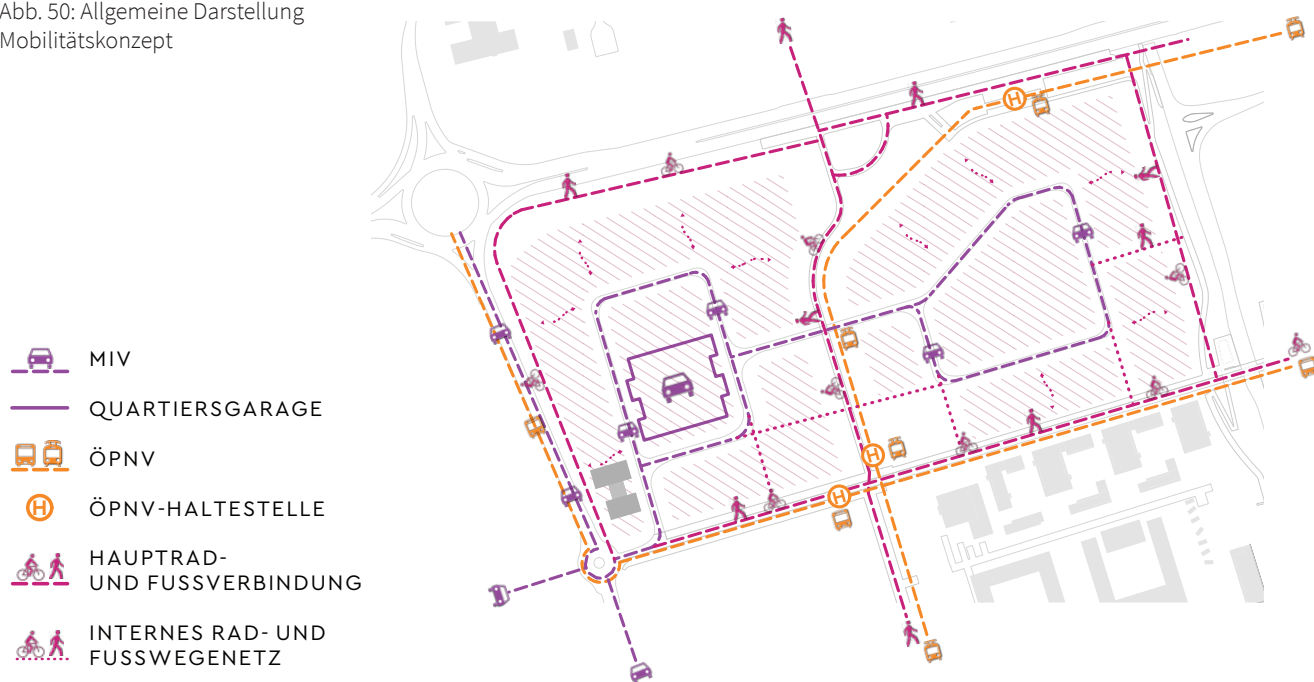 Abb. 50: Allgemeine Darstellung
Mobilitätskonzept
MIV
QUARTIERSGARAGE
ÖPNV
H ÖPNV-HALTESTELLE
HAUPTRAD-
UND FUSSVERBINDUNG
INTERNES RAD- UND
FUSSWEGENETZ
H
H
H